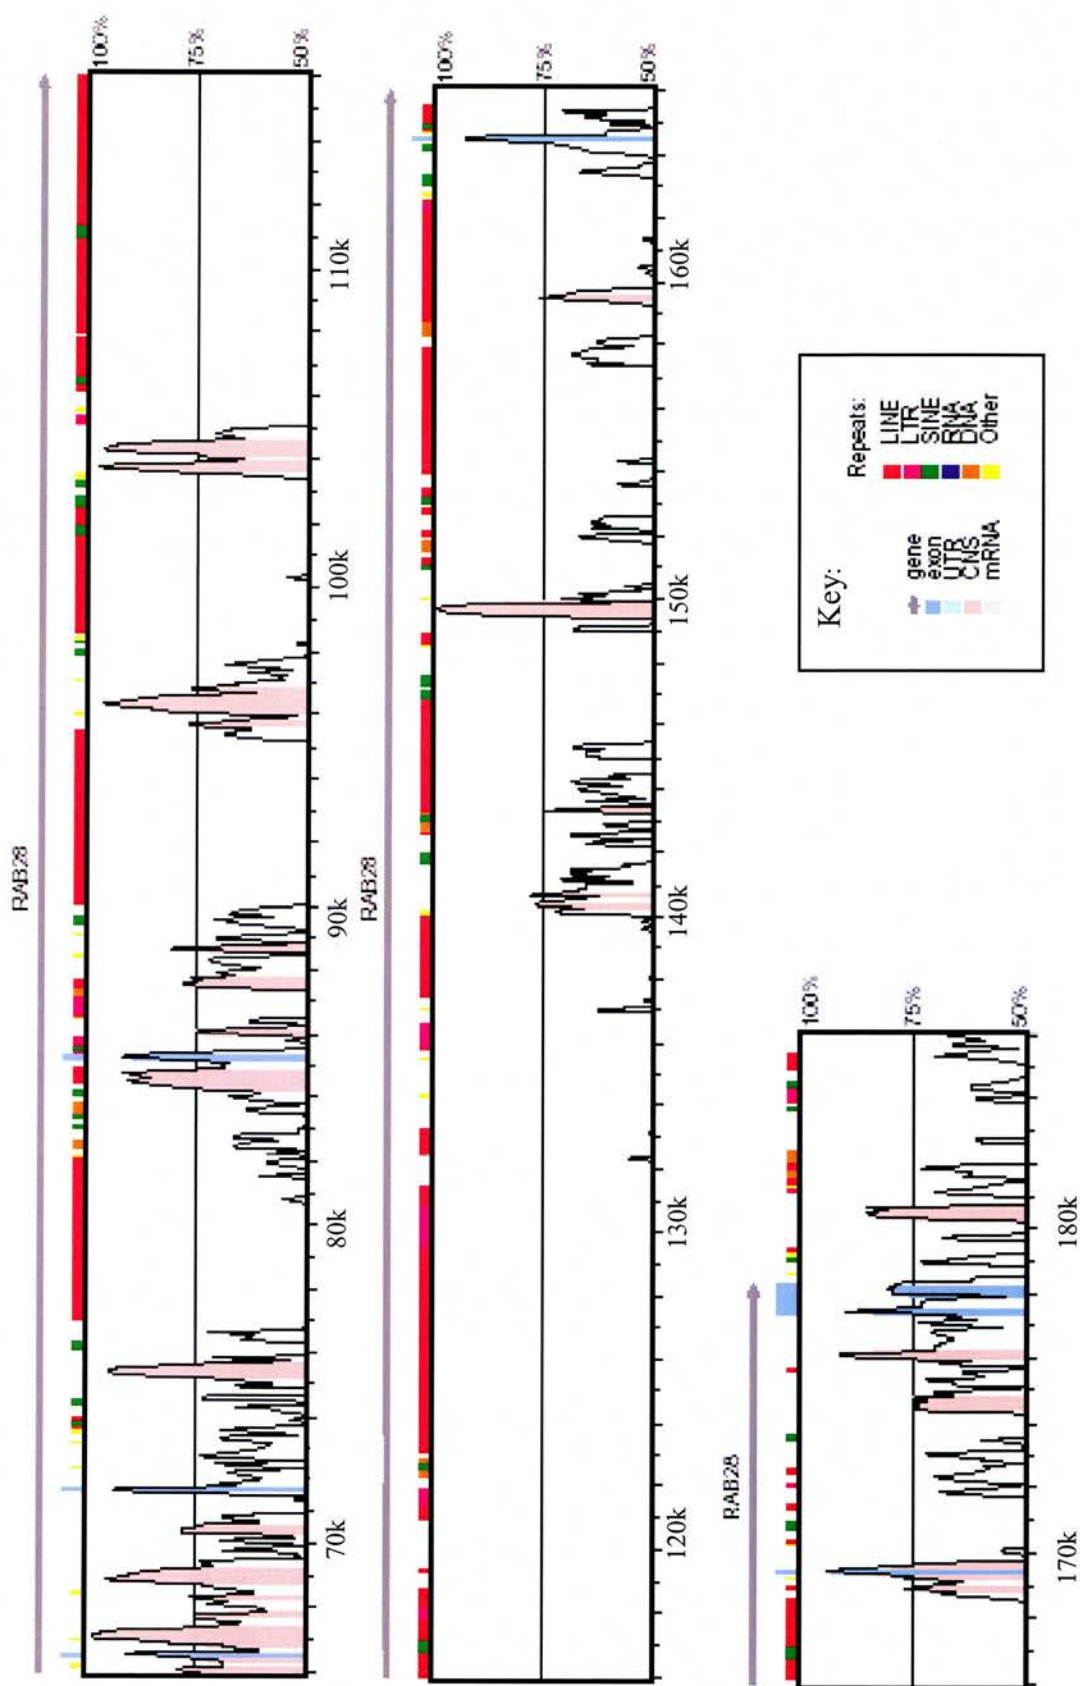 RAB28
100%
75%
50%
70k
80k
90k
100k
110k
RAB28
100%
75%
50%
120k
130k
140k
150k
160k
RAB28
100%
75%
50%
170k
180k
Key:
gene
exon
UTR
CNS
mRNA
Repeats:
LINE
LTR
SINE
RNA
DNA
Other